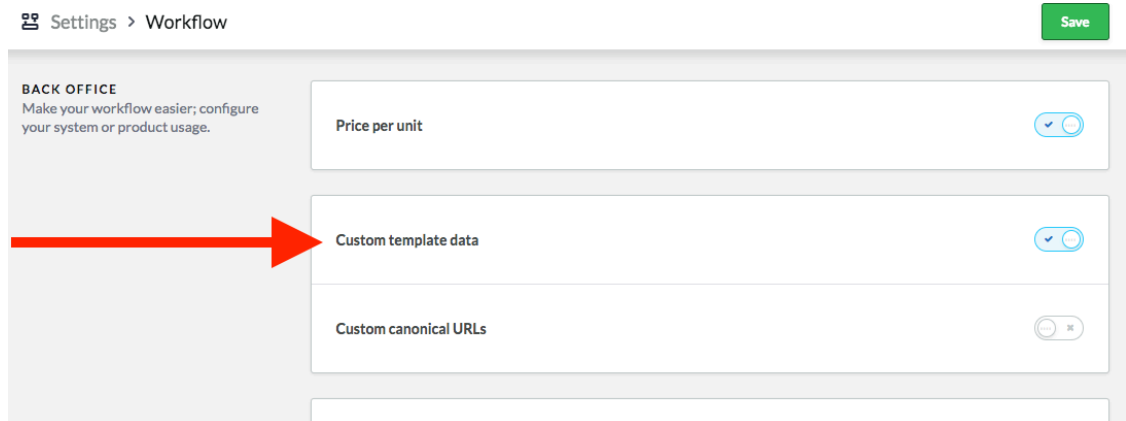 Settings > Workflow
Save
BACK OFFICE
Make your workflow easier; configure
your system or product usage.
Price per unit
Custom template data
Custom canonical URLs